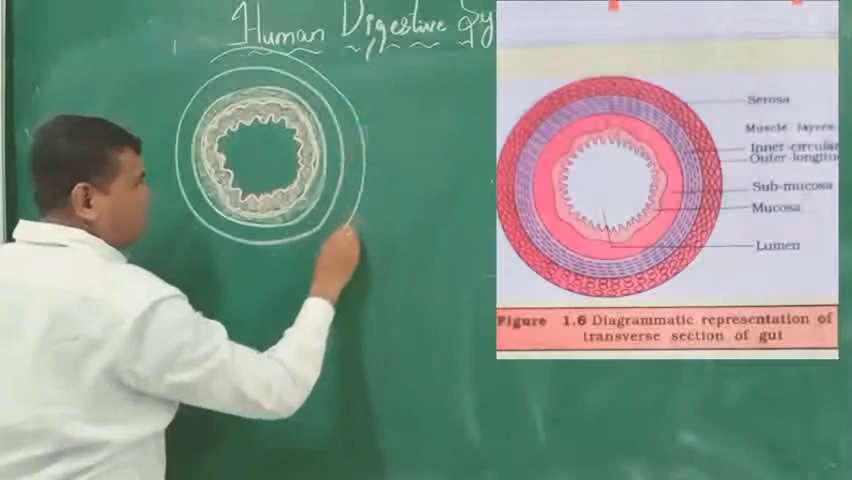 Human Digestive Sy
Serosa
Muscle layers
Inner-circular
Outer-longitu
Sub-mucosa
Mucosa
Lumen
Figure 1.6 Diagrammatic representation of
transverse section of gut